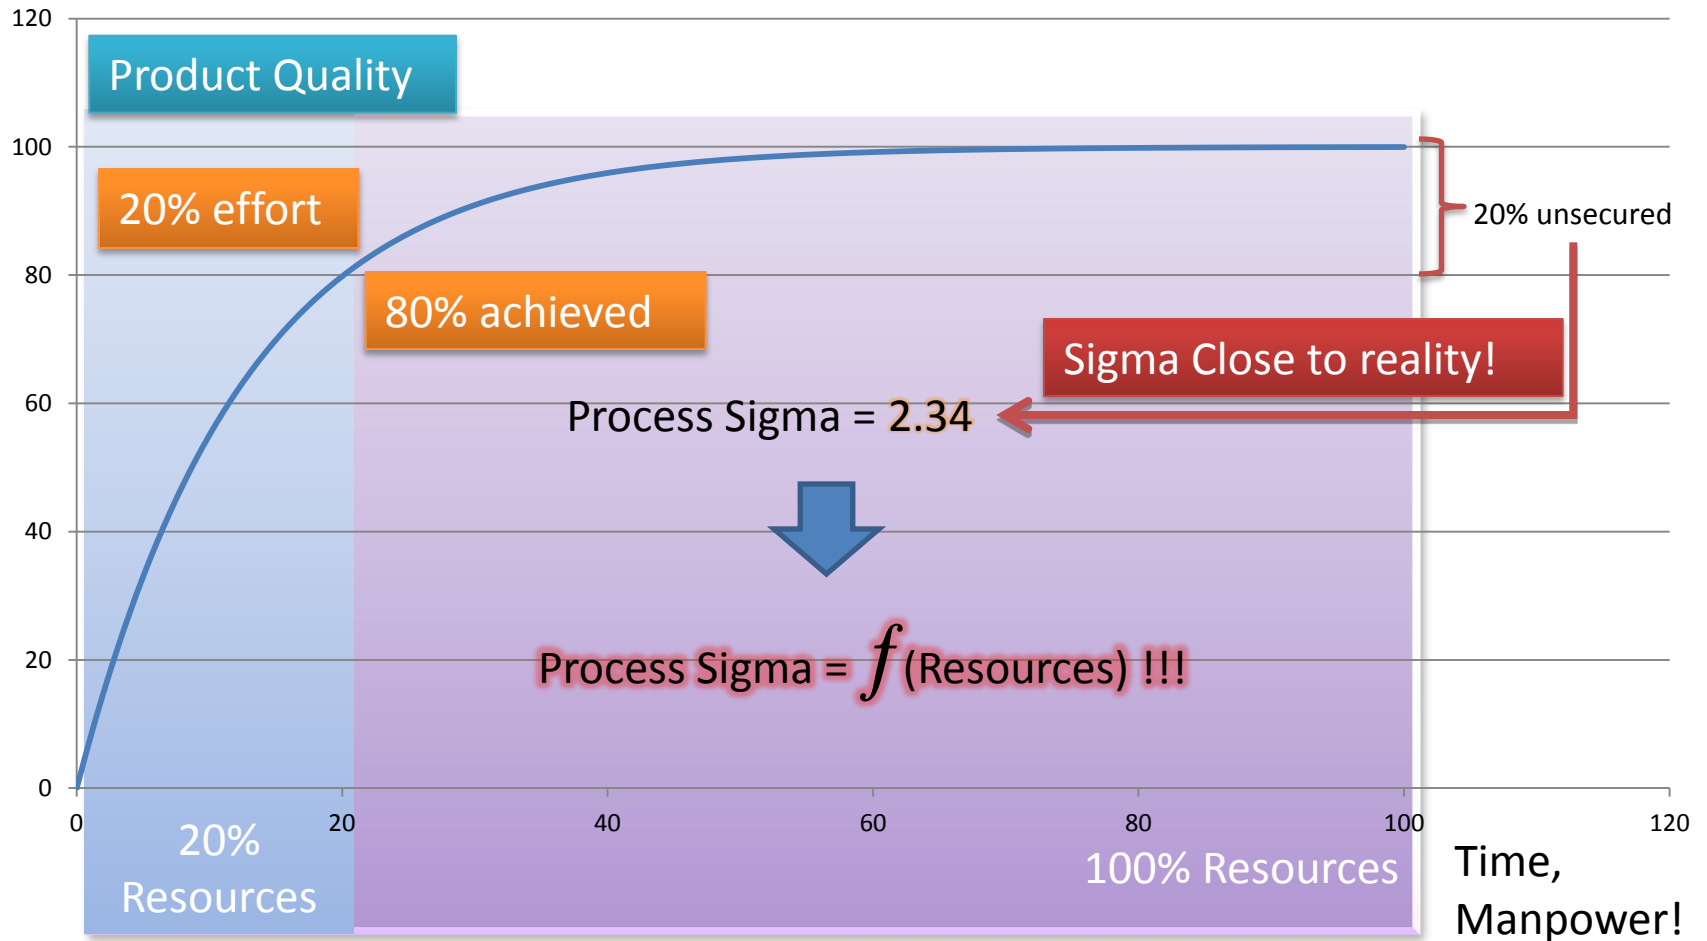 120
Product Quality
100
20% effort
20% unsecured
80
80% achieved
Sigma Close to reality!
60
Process Sigma = 2.34
40
Process Sigma = f (Resources) !!!
20
0
0 20 40 60 80 100 120
20%
Resources
100% Resources
Time,
Manpower!